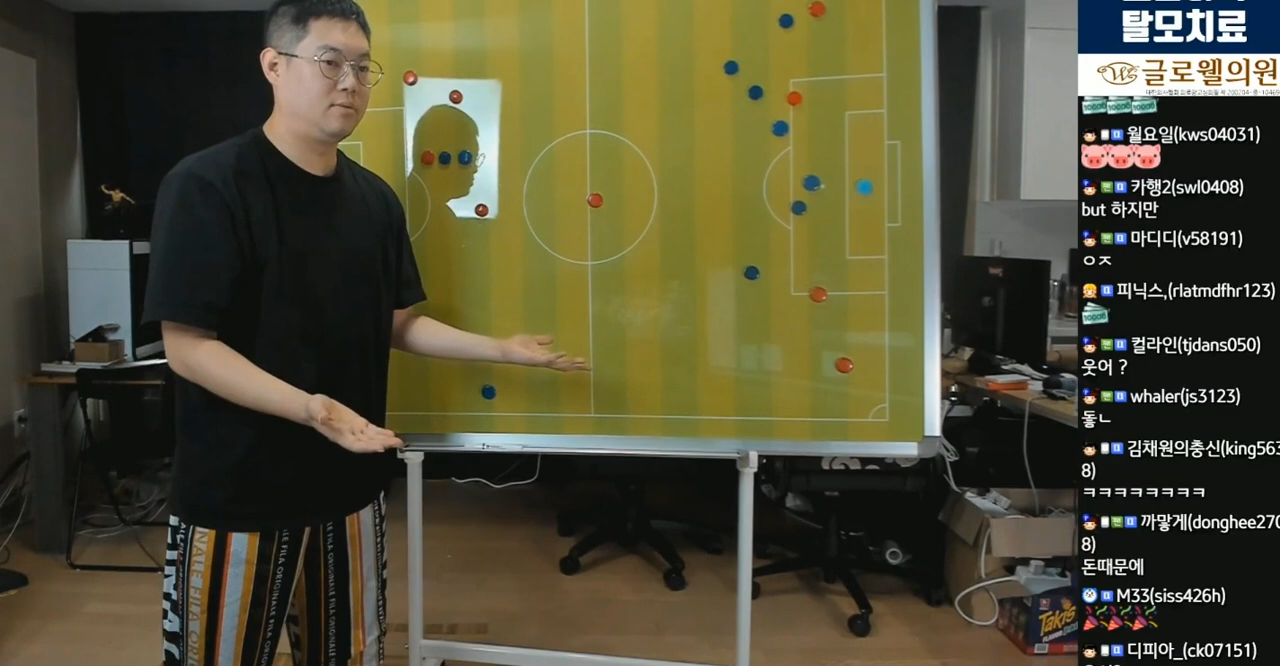 탈모치료
글로웰의원
월요일(kws04031)
카행2(swl0408)
but 하지만
마디디(v58191)
ㅇㅈ
피닉스,(rlatmdfhr123)
컬라인(tjdans050)
웃어 ?
whaler(js3123)
돟ㄴ
김채원의충신(king563
8)
ㅋㅋㅋㅋㅋㅋㅋㅋ
까맣게(donghee270
8)
돈때문에
M33(siss426h)
디피아_(ck07151)
Takis